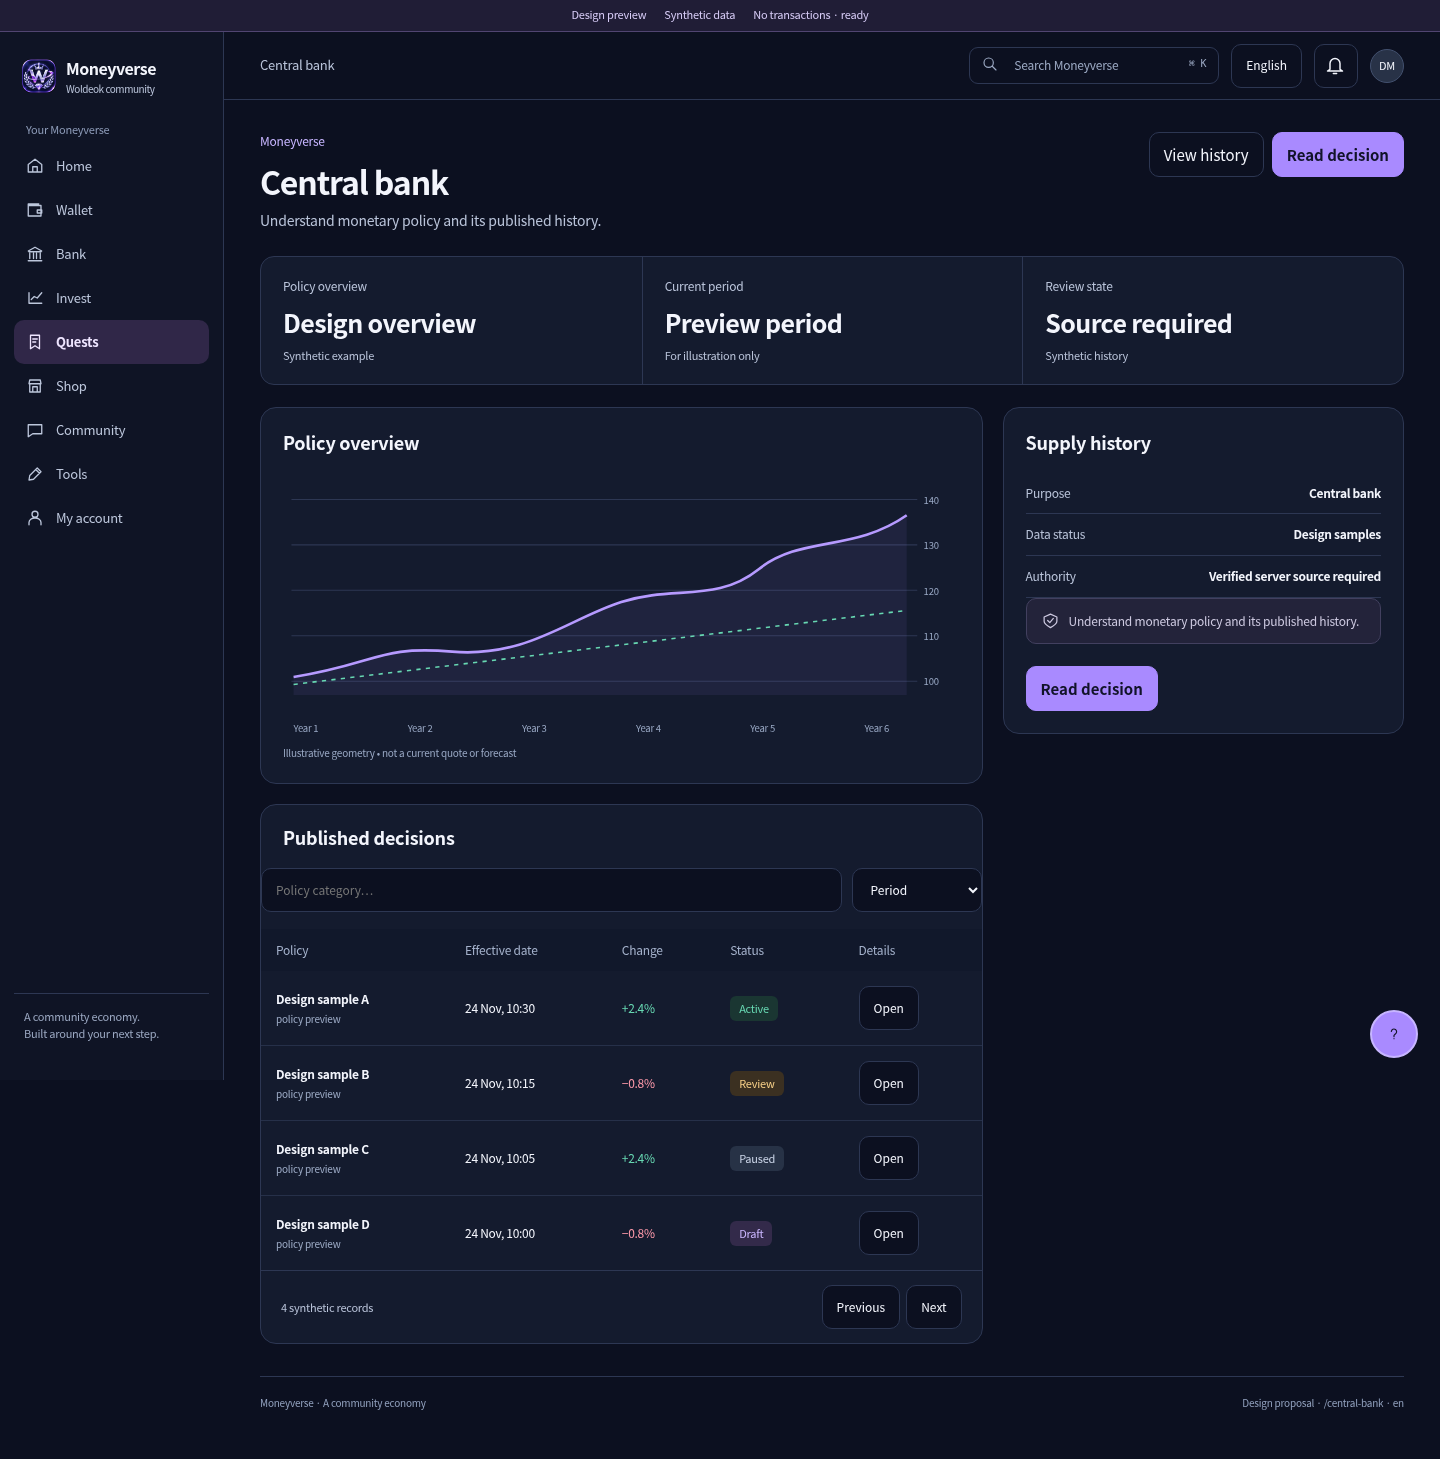 Design preview Synthetic data No transactions · ready
Moneyverse
Woldeok community
Your Moneyverse
Home
Wallet
Bank
Invest
Quests
Shop
Community
Tools
My account
A community economy.
Built around your next step.
Central bank
Search Moneyverse ⌘ K
English
DM
Moneyverse
Central bank
Understand monetary policy and its published history.
View history
Read decision
Policy overview
Design overview
Synthetic example
Current period
Preview period
For illustration only
Review state
Source required
Synthetic history
Policy overview
140
130
120
110
100
Year 1 Year 2 Year 3 Year 4 Year 5 Year 6
Illustrative geometry • not a current quote or forecast
Supply history
Purpose Central bank
Data status Design samples
Authority Verified server source required
Understand monetary policy and its published history.
Read decision
Published decisions
Policy category…
Period
Policy Effective date Change Status Details
Design sample A
policy preview
24 Nov, 10:30 +2.4% Active Open
Design sample B
policy preview
24 Nov, 10:15 −0.8% Review Open
Design sample C
policy preview
24 Nov, 10:05 +2.4% Paused Open
Design sample D
policy preview
24 Nov, 10:00 −0.8% Draft Open
4 synthetic records
Previous
Next
?
Moneyverse · A community economy
Design proposal · /central-bank · en